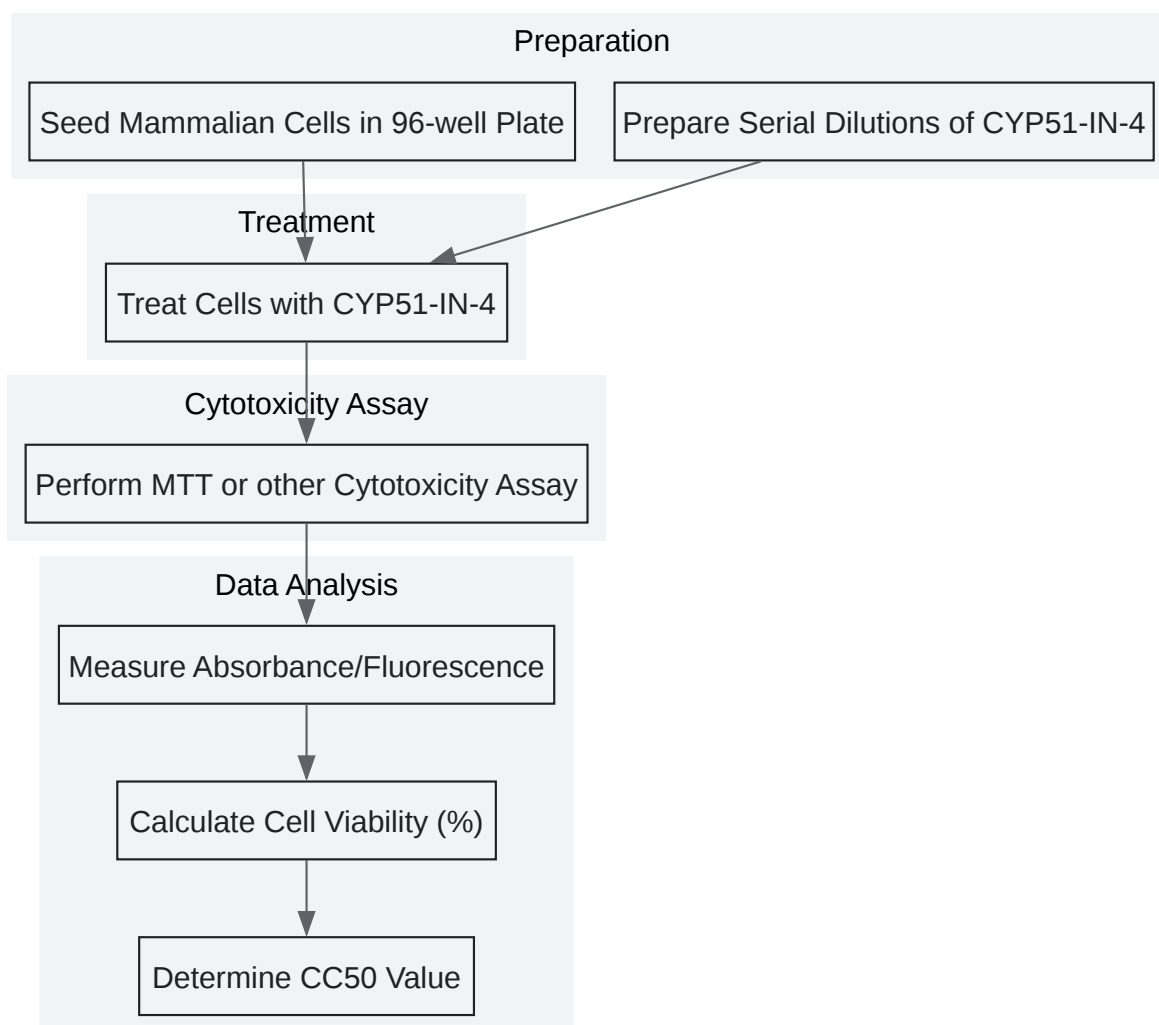 Preparation
Seed Mammalian Cells in 96-well Plate
Prepare Serial Dilutions of CYP51-IN-4
Treatment
Treat Cells with CYP51-IN-4
Cytotoxicity Assay
Perform MTT or other Cytotoxicity Assay
Data Analysis
Measure Absorbance/Fluorescence
Calculate Cell Viability (%)
Determine CC50 Value